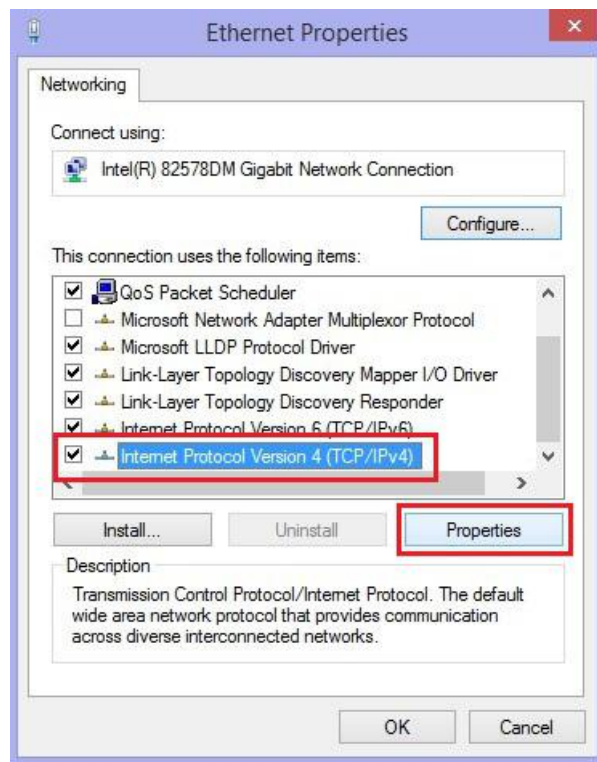 Ethernet Properties
Networking
Connect using:
Intel(R) 82578DM Gigabit Network Connection
Configure...
This connection uses the following items:
QoS Packet Scheduler
Microsoft Network Adapter Multiplexor Protocol
Microsoft LLDP Protocol Driver
Link-Layer Topology Discovery Mapper I/O Driver
Link-Layer Topology Discovery Responder
Internet Protocol Version 6 (TCP/IPv6)
Internet Protocol Version 4 (TCP/IPv4)
Install...
Uninstall
Properties
Description
Transmission Control Protocol/Internet Protocol. The default
wide area network protocol that provides communication
across diverse interconnected networks.
OK
Cancel